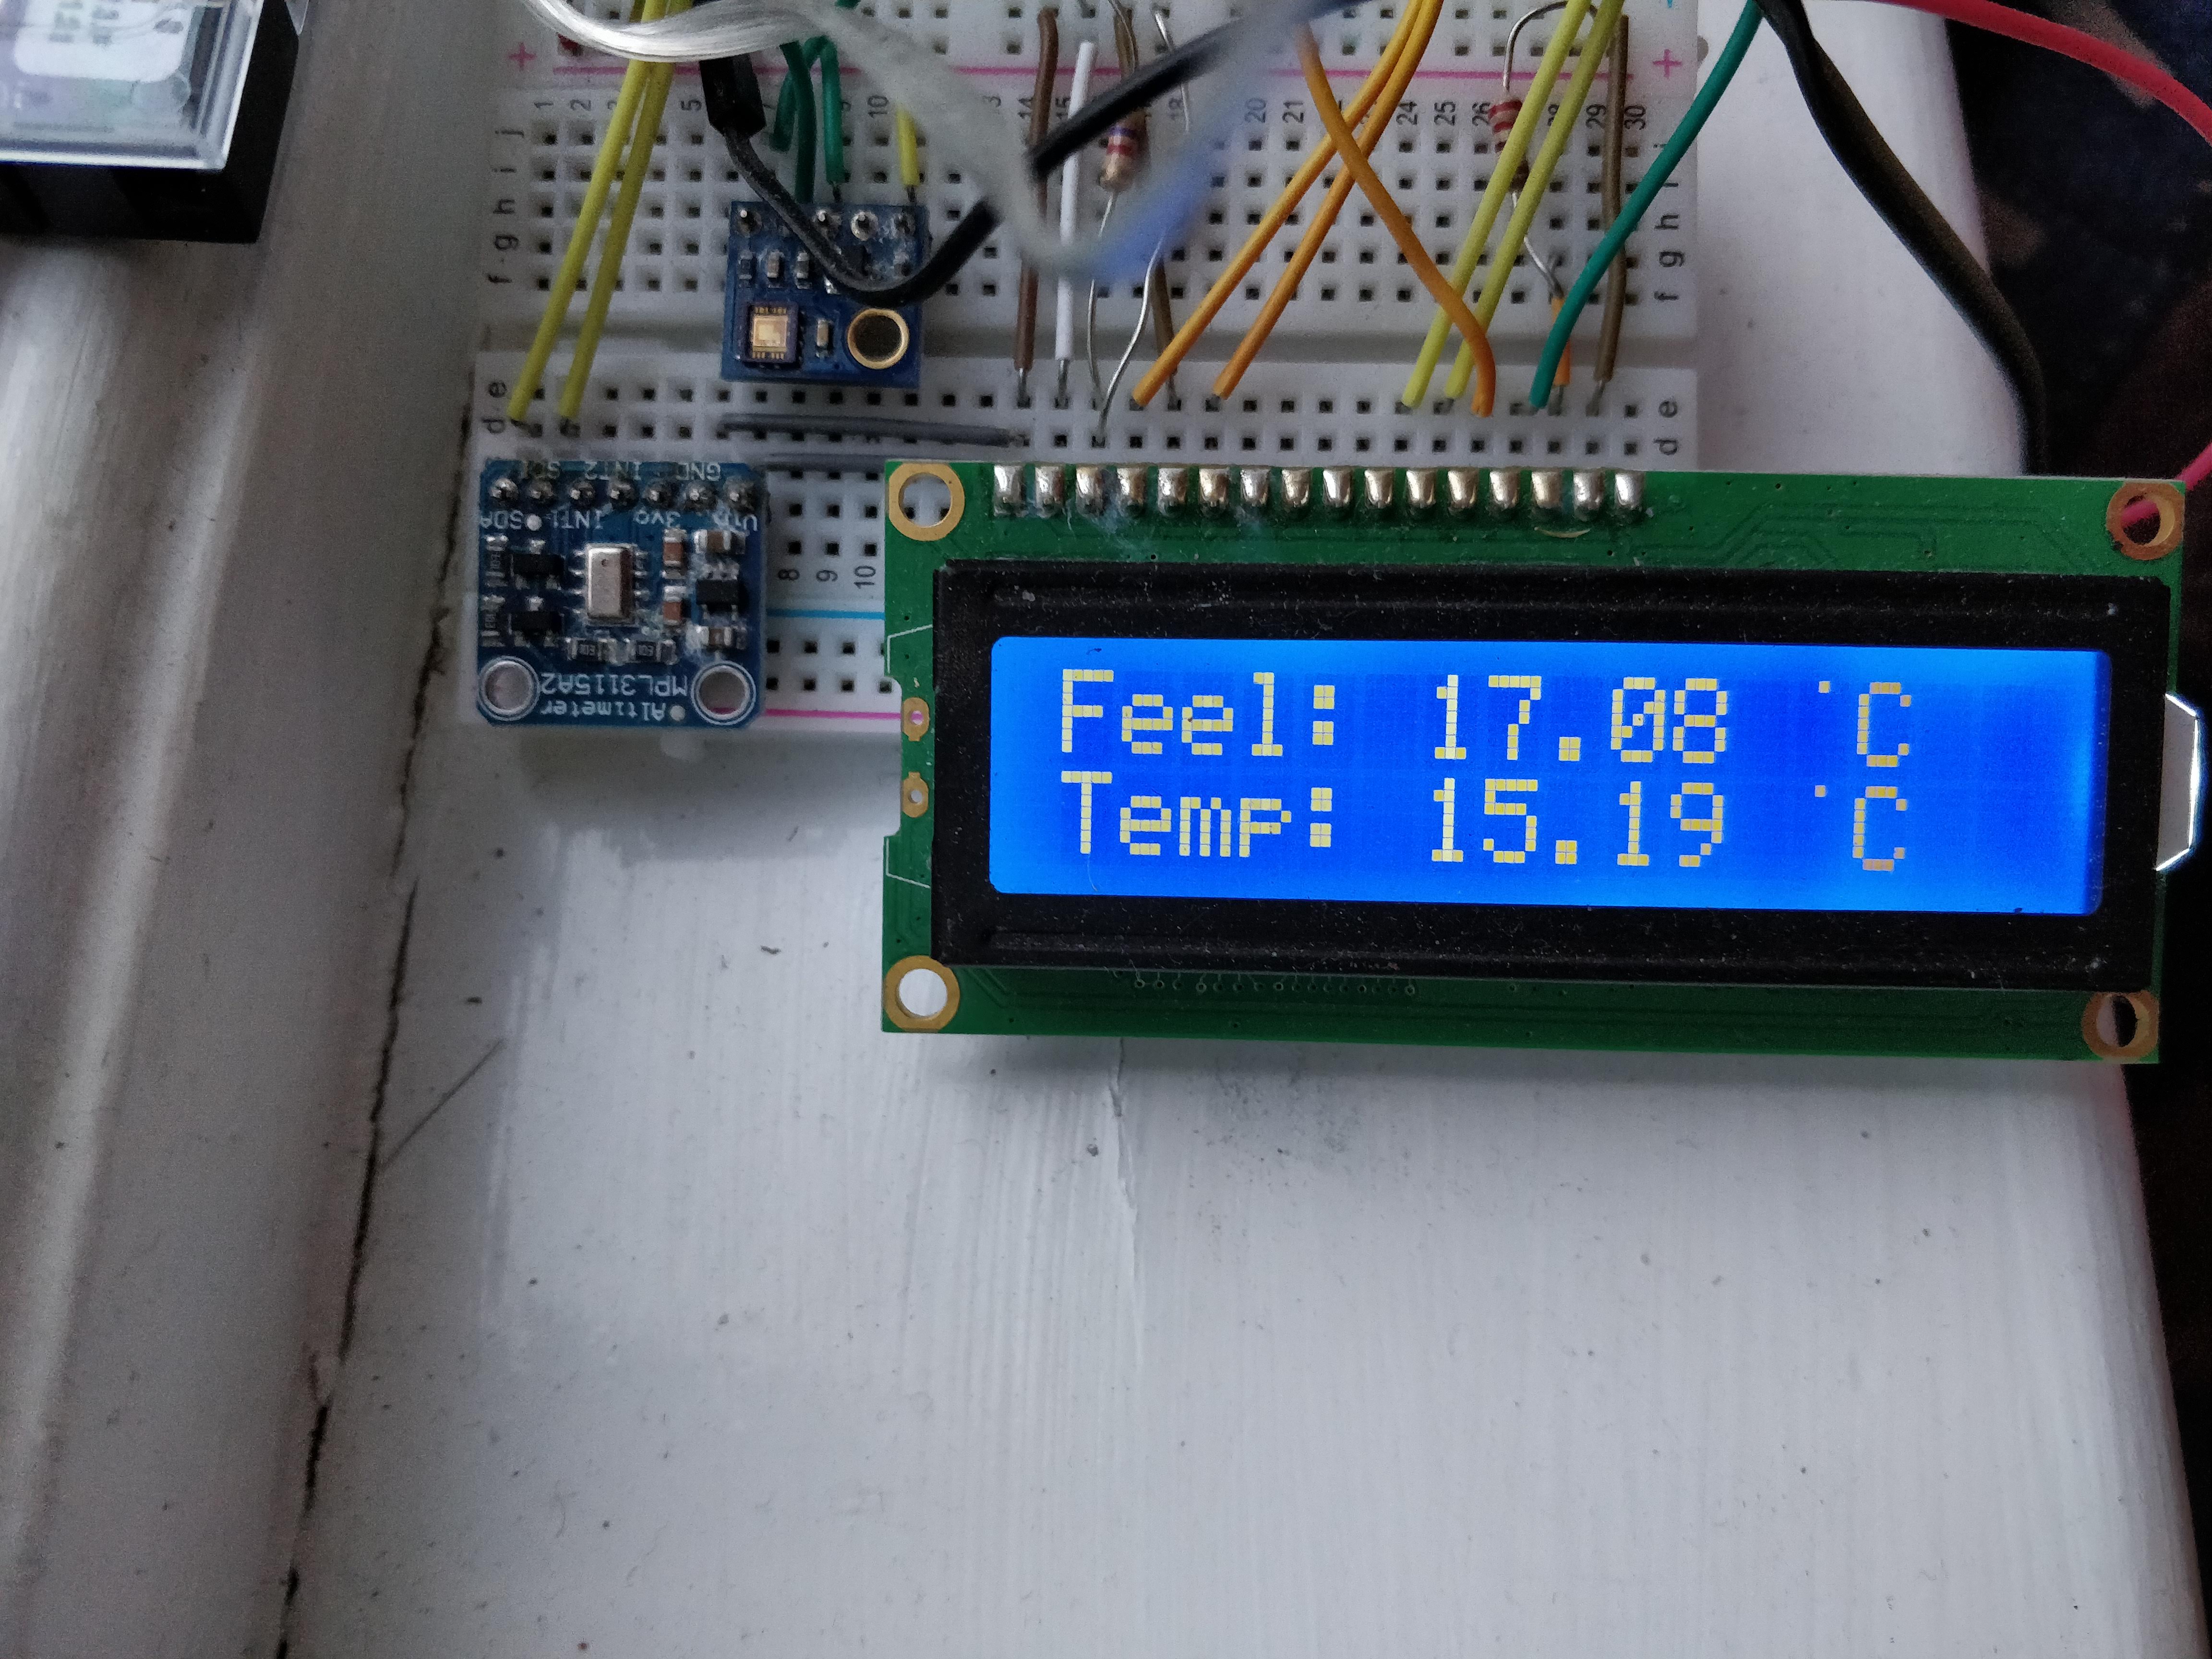 Feel: 17.08 °C
Temp: 15.19 °C
+ +
1 2 5 10 14 15 18 20 21 24 25 26 28 29 30
j j
i i
h h
g g
f f
e e
d d
8 9 10
GND INT2 SCL
Vin 3vo INT1 SDA
MPL3115A2
Altimeter